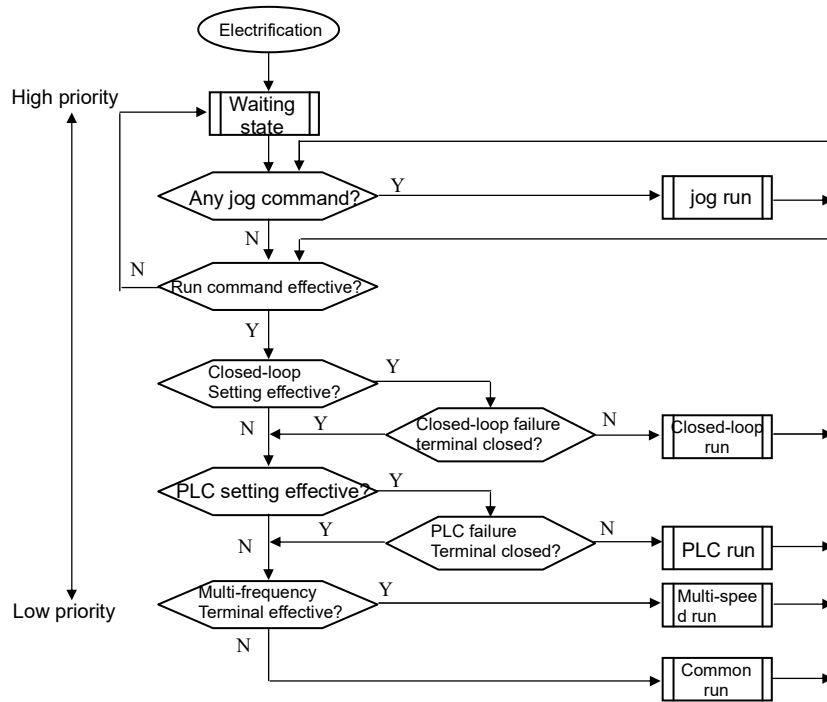 Electrification
High priority
Waiting
state
Any jog command?
Y
jog run
N
N
Run command effective?
Y
Closed-loop
Setting effective?
Y
N
Y
Closed-loop failure
terminal closed?
N
Closed-loop
run
PLC setting effective?
Y
N
Y
PLC failure
Terminal closed?
N
PLC run
Multi-frequency
Terminal effective?
Y
Multi-spee
d run
Low priority
N
Common
run